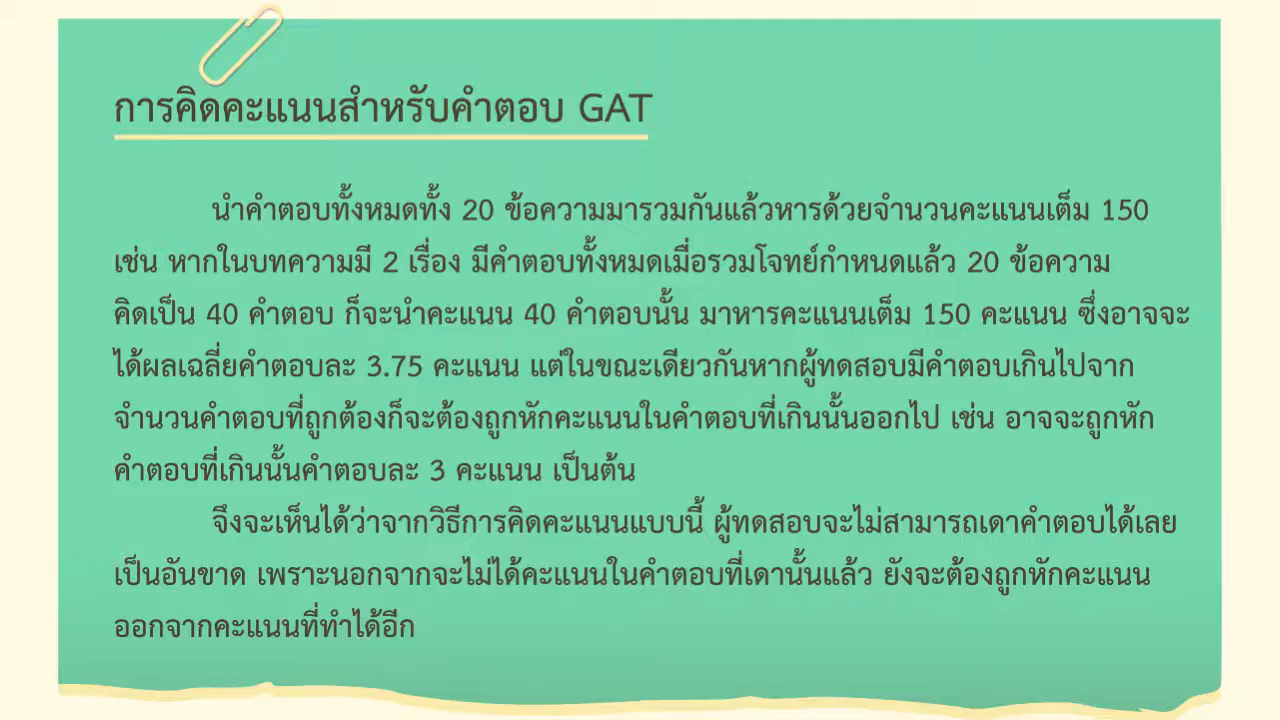 การคิดคะแนนสำหรับคำตอบ GAT
นำคำตอบทั้งหมดทั้ง 20 ข้อความมารวมกันแล้วหารด้วยจำนวนคะแนนเต็ม 150
เช่น หากในบทความมี 2 เรื่อง มีคำตอบทั้งหมดเมื่อรวมโจทย์กำหนดแล้ว 20 ข้อความ
คิดเป็น 40 คำตอบ ก็จะนำคะแนน 40 คำตอบนั้น มาหารคะแนนเต็ม 150 คะแนน ซึ่งอาจจะ
ได้ผลเฉลี่ยคำตอบละ 3.75 คะแนน แต่ในขณะเดียวกันหากผู้ทดสอบมีคำตอบเกินไปจาก
จำนวนคำตอบที่ถูกต้องก็จะต้องถูกหักคะแนนในคำตอบที่เกินนั้นออกไป เช่น อาจจะถูกหัก
คำตอบที่เกินนั้นคำตอบละ 3 คะแนน เป็นต้น
จึงจะเห็นได้ว่าจากวิธีการคิดคะแนนแบบนี้ ผู้ทดสอบจะไม่สามารถเดาคำตอบได้เลย
เป็นอันขาด เพราะนอกจากจะไม่ได้คะแนนในคำตอบที่เดานั้นแล้ว ยังจะต้องถูกหักคะแนน
ออกจากคะแนนที่ทำได้อีก